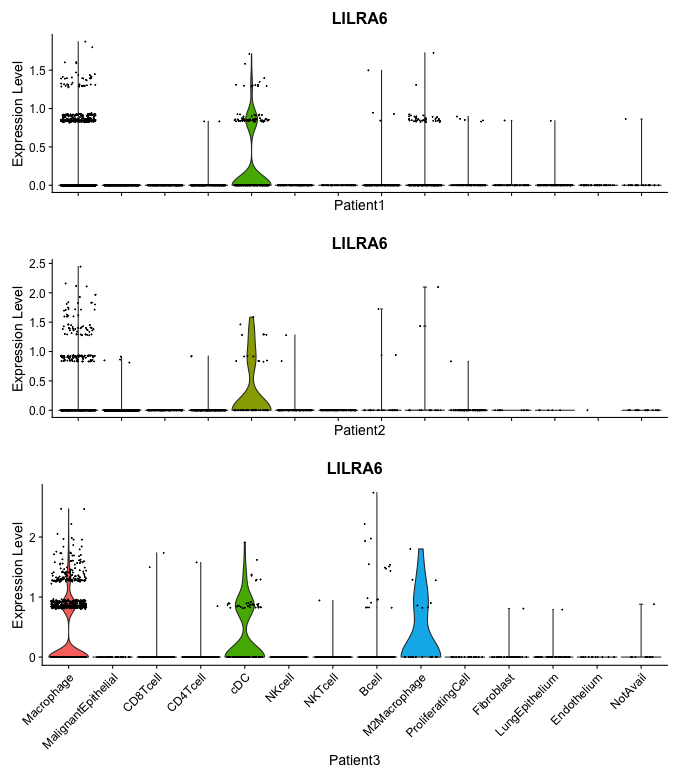 LILRA6
Expression Level
1.5
1.0
0.5
0.0
Patient1
LILRA6
Expression Level
2.5
2.0
1.5
1.0
0.5
0.0
Patient2
LILRA6
Expression Level
2
1
0
Macrophage
MalignantEpithelial
CD8Tcell
CD4Tcell
cDC
NKcell
NKTcell
Bcell
M2Macrophage
ProliferatingCell
Fibroblast
LungEpithelium
Endothelium
NotAvail
Patient3